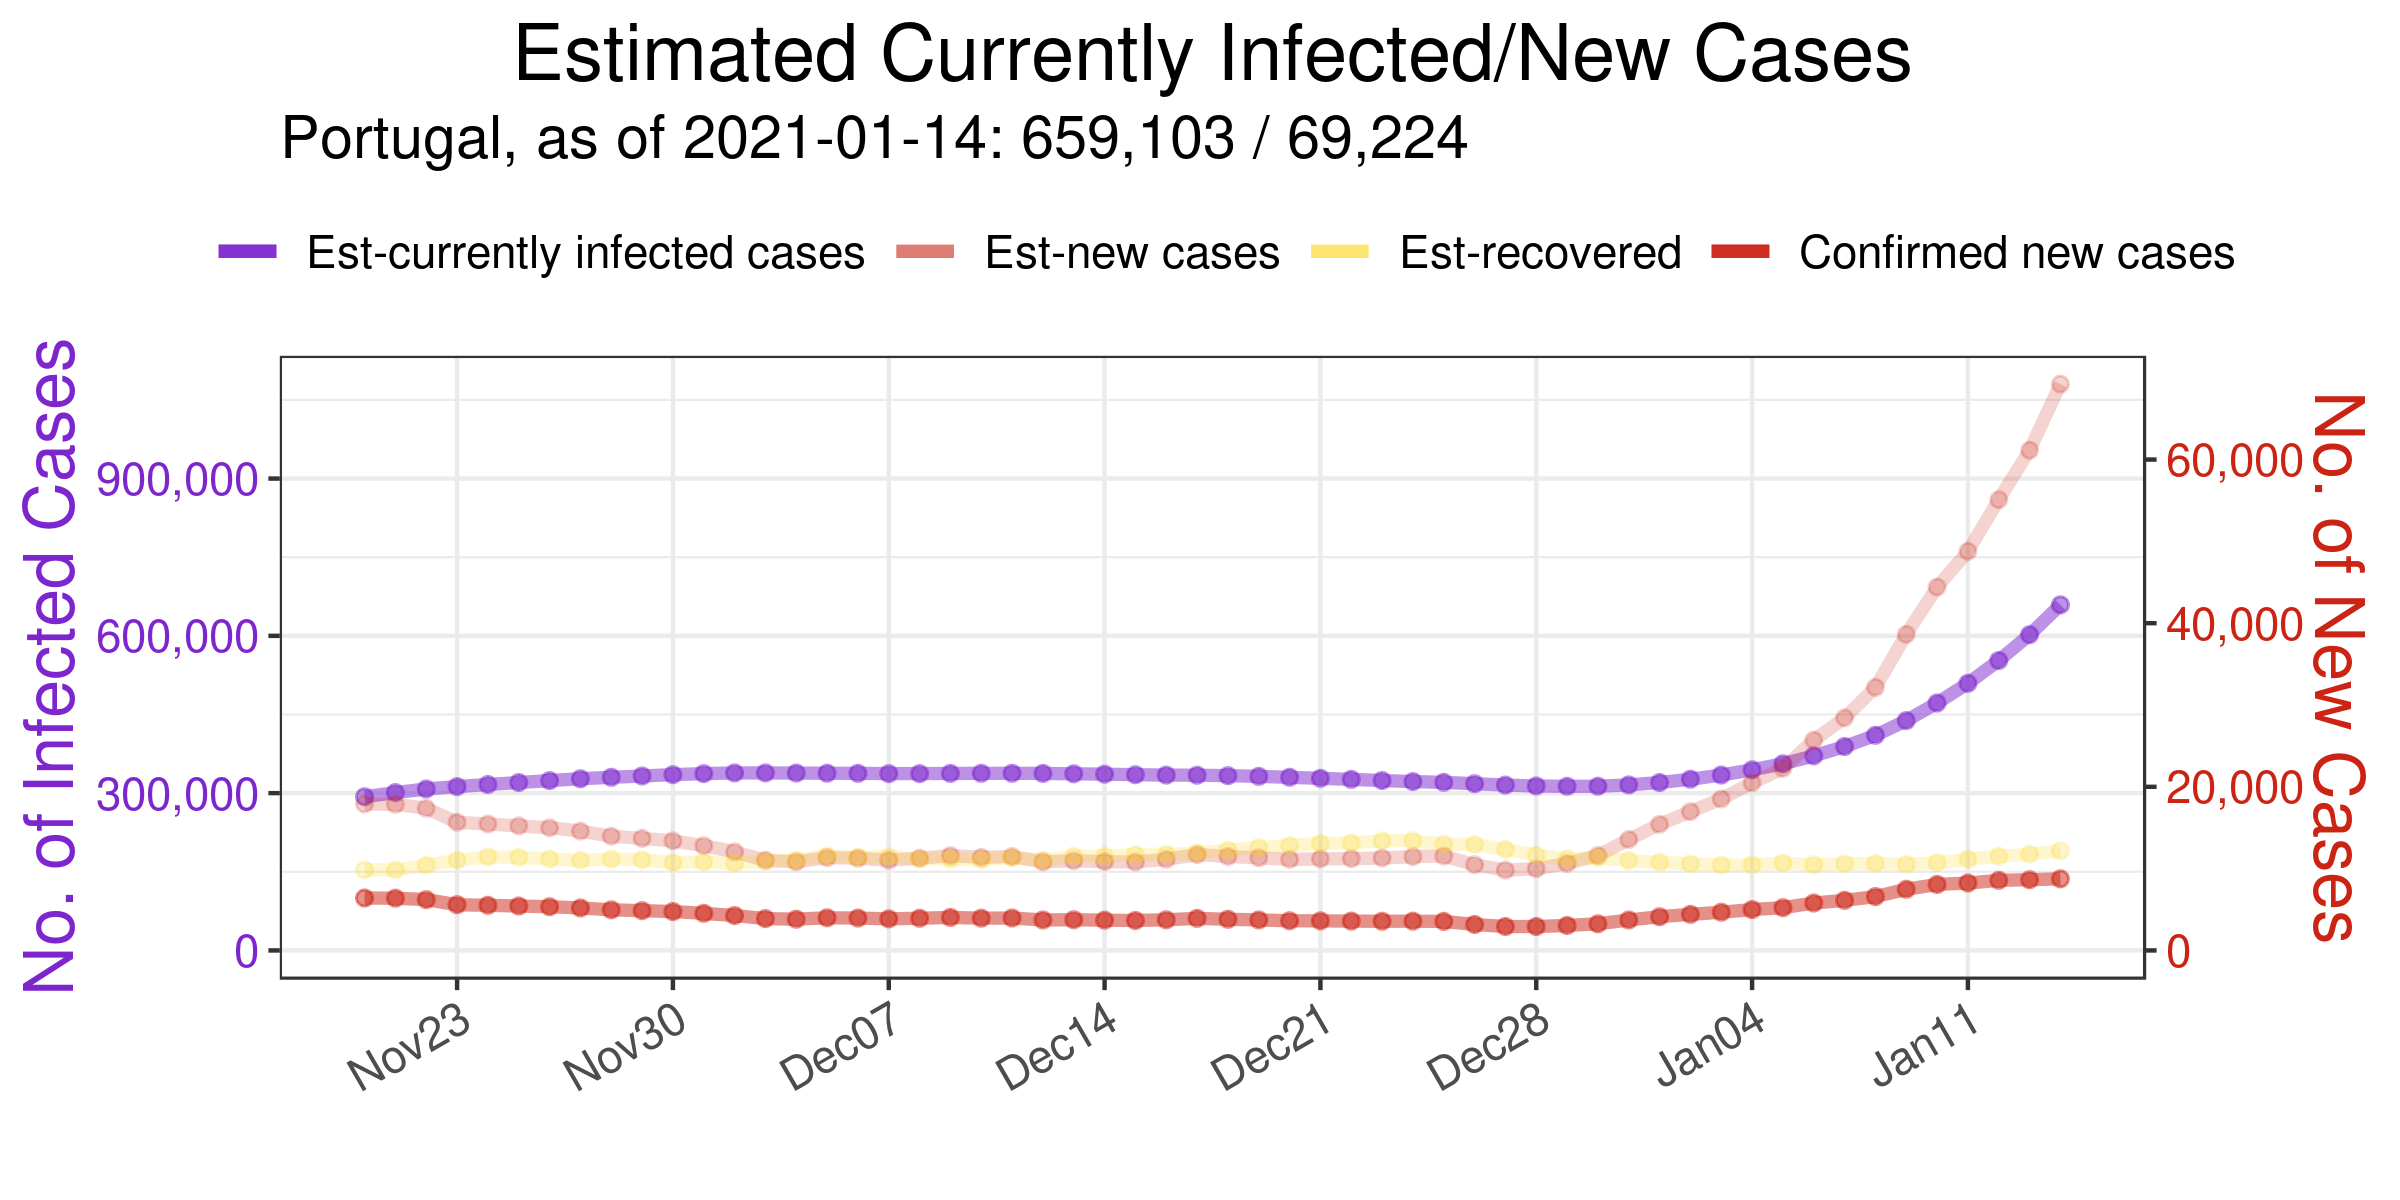 Estimated Currently Infected/New Cases
Portugal, as of 2021-01-14: 659,103 / 69,224
Est-currently infected cases Est-new cases Est-recovered Confirmed new cases
No. of Infected Cases
900,000
600,000
300,000
0
60,000
40,000
20,000
0
No. of New Cases
Nov23 Nov30 Dec07 Dec14 Dec21 Dec28 Jan04 Jan11